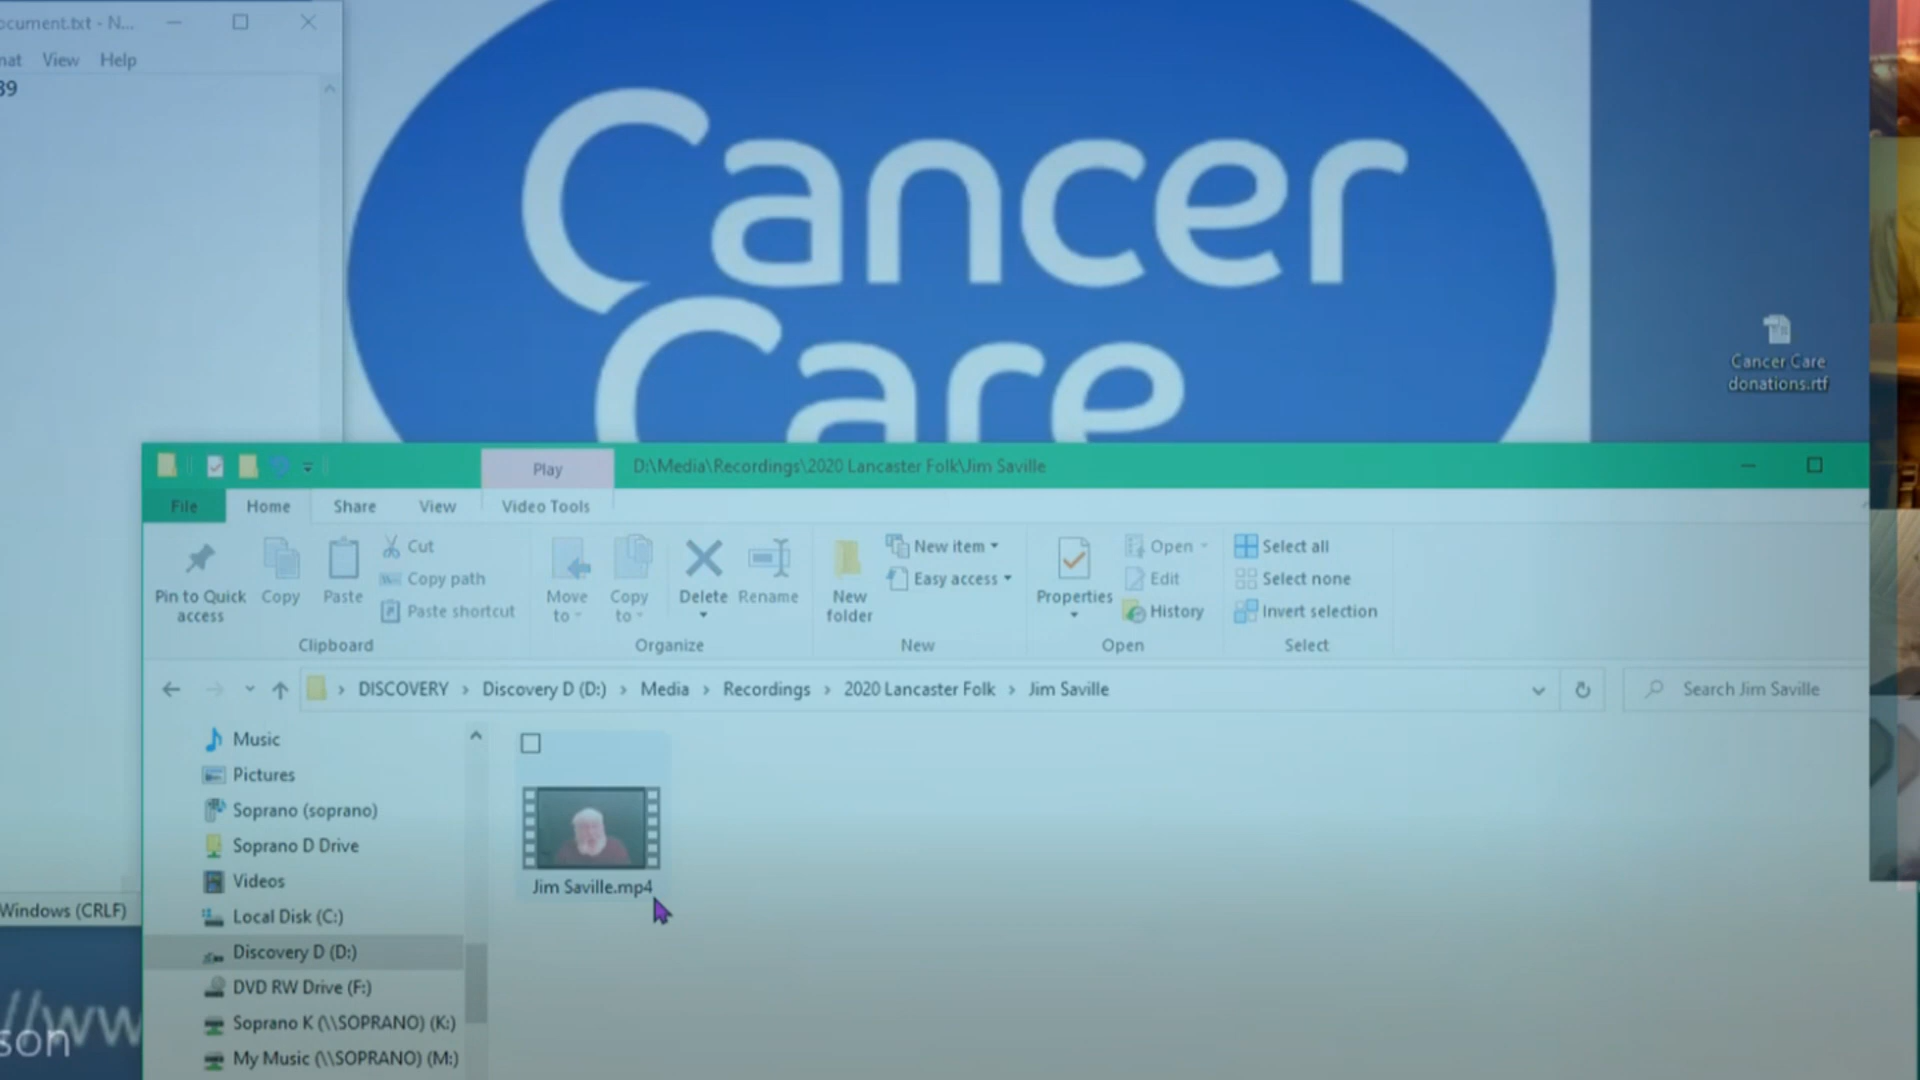 ocument.txt - N...
mat View Help
39
Cancer
Care
Cancer Care
donations.rtf
Play
D:\Media\Recordings\2020 Lancaster Folk\Jim Saville
File Home Share View Video Tools
Pin to Quick
access
Copy
Paste
Cut
Copy path
Paste shortcut
Clipboard
Move
to
Copy
to
Delete
Rename
Organize
New
folder
New item
Easy access
New
Properties
Open
Edit
History
Open
Select all
Select none
Invert selection
Select
DISCOVERY › Discovery D (D:) › Media › Recordings › 2020 Lancaster Folk › Jim Saville
Search Jim Saville
Music
Pictures
Soprano (soprano)
Soprano D Drive
Videos
Local Disk (C:)
Discovery D (D:)
DVD RW Drive (F:)
Soprano K (\\SOPRANO) (K:)
My Music (\\SOPRANO) (M:)
Jim Saville.mp4
Windows (CRLF)
//ww
son